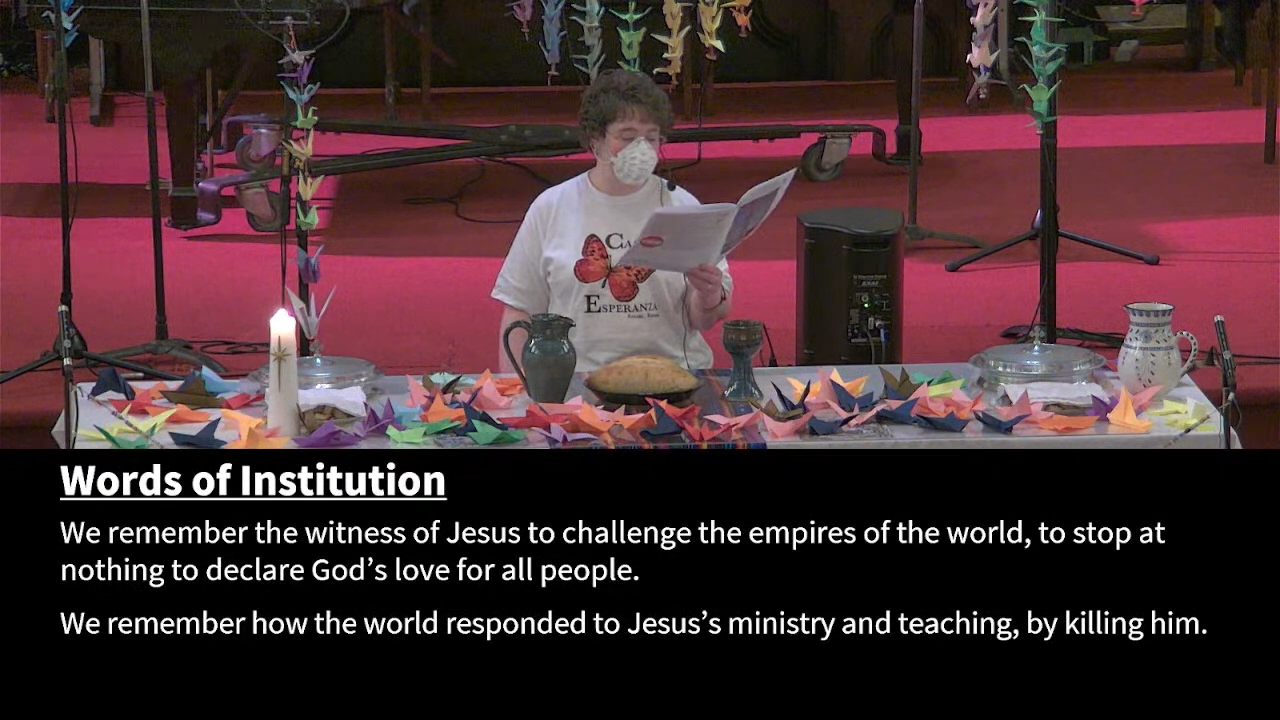 Ca
Esperanza
Words of Institution
We remember the witness of Jesus to challenge the empires of the world, to stop at
nothing to declare God’s love for all people.
We remember how the world responded to Jesus’s ministry and teaching, by killing him.